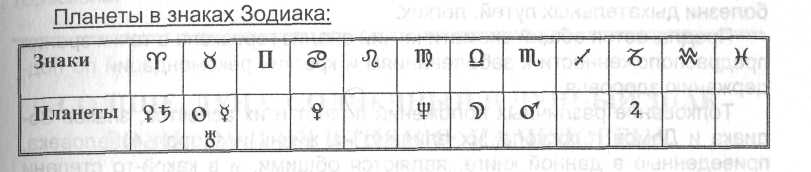 Планеты в знаках Зодиака:
Знаки ♈ ♉ ♊ ♋ ♌ ♍ ♎ ♏ ♐ ♑ ♒ ♓
Планеты ♀♄ ☉ ☿ ⯓ ♆ ☽ ♂ ♃
♅